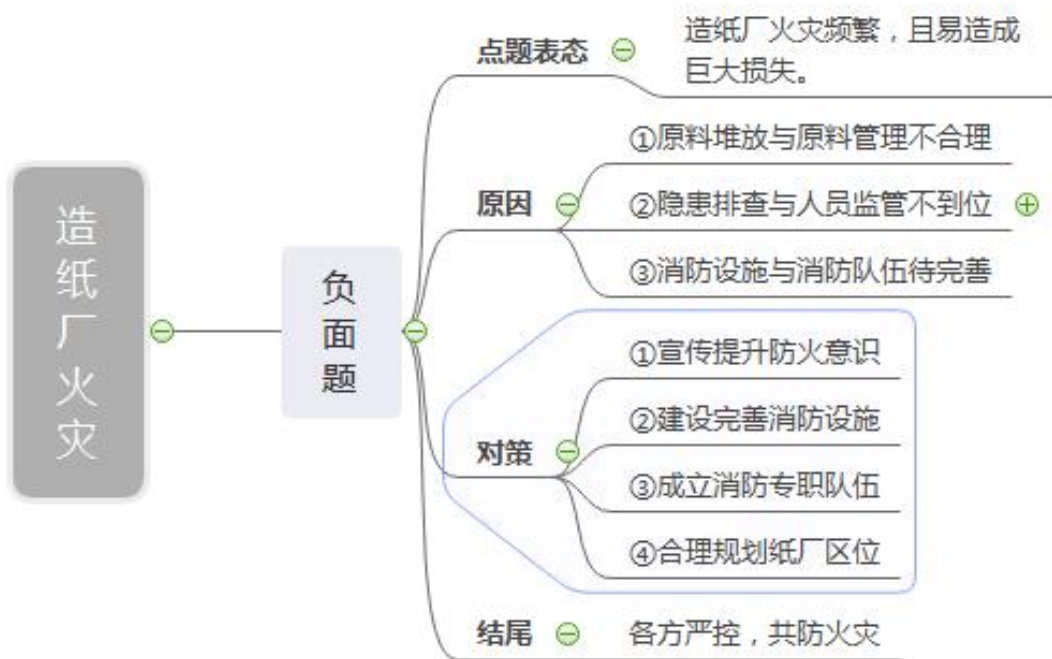 造纸厂火灾
负面题
点题表态
造纸厂火灾频繁，且易造成
巨大损失。
原因
①原料堆放与原料管理不合理
②隐患排查与人员监管不到位
③消防设施与消防队伍待完善
对策
①宣传提升防火意识
②建设完善消防设施
③成立消防专职队伍
④合理规划纸厂区位
结尾
各方严控，共防火灾